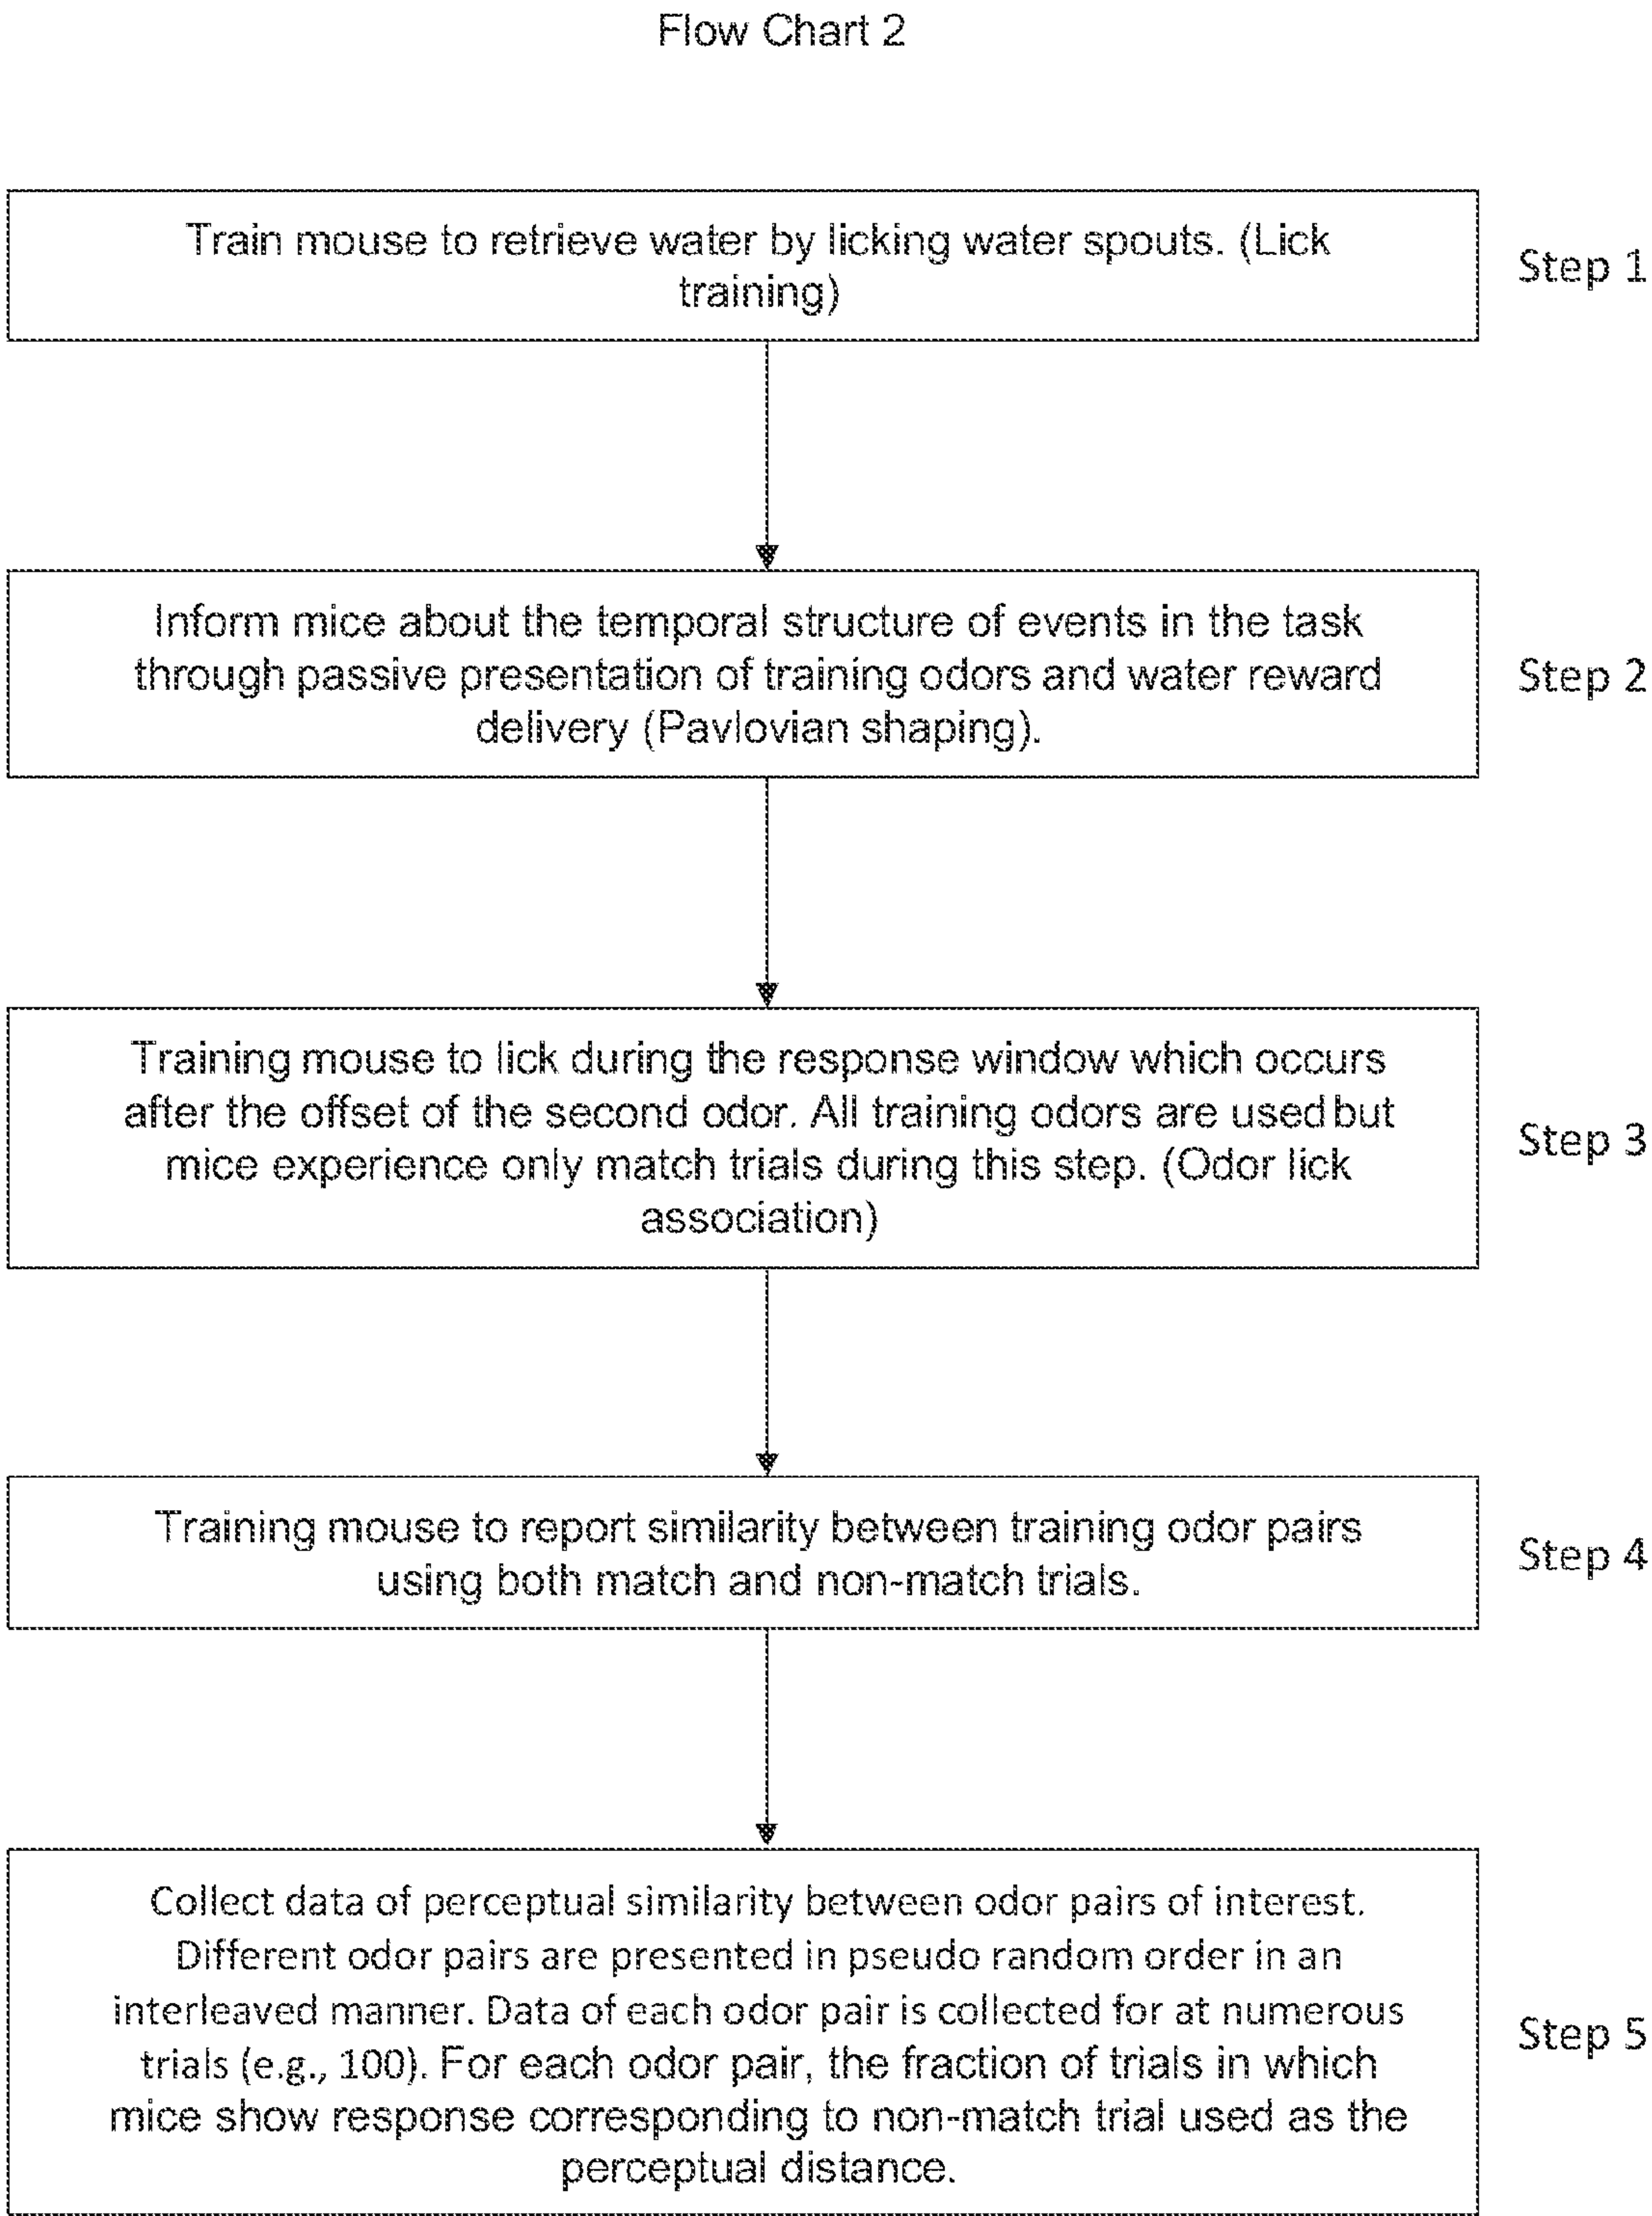 Flow Chart 2
Train mouse to retrieve water by licking water spouts. (Lick
training)
Step 1
Inform mice about the temporal structure of events in the task
through passive presentation of training odors and water reward
delivery (Pavlovian shaping).
Step 2
Training mouse to lick during the response window which occurs
after the offset of the second odor. All training odors are used but
mice experience only match trials during this step. (Odor lick
association)
Step 3
Training mouse to report similarity between training odor pairs
using both match and non-match trials.
Step 4
Collect data of perceptual similarity between odor pairs of interest.
Different odor pairs are presented in pseudo random order in an
interleaved manner. Data of each odor pair is collected for at numerous
trials (e.g., 100). For each odor pair, the fraction of trials in which
mice show response corresponding to non-match trial used as the
perceptual distance.
Step 5